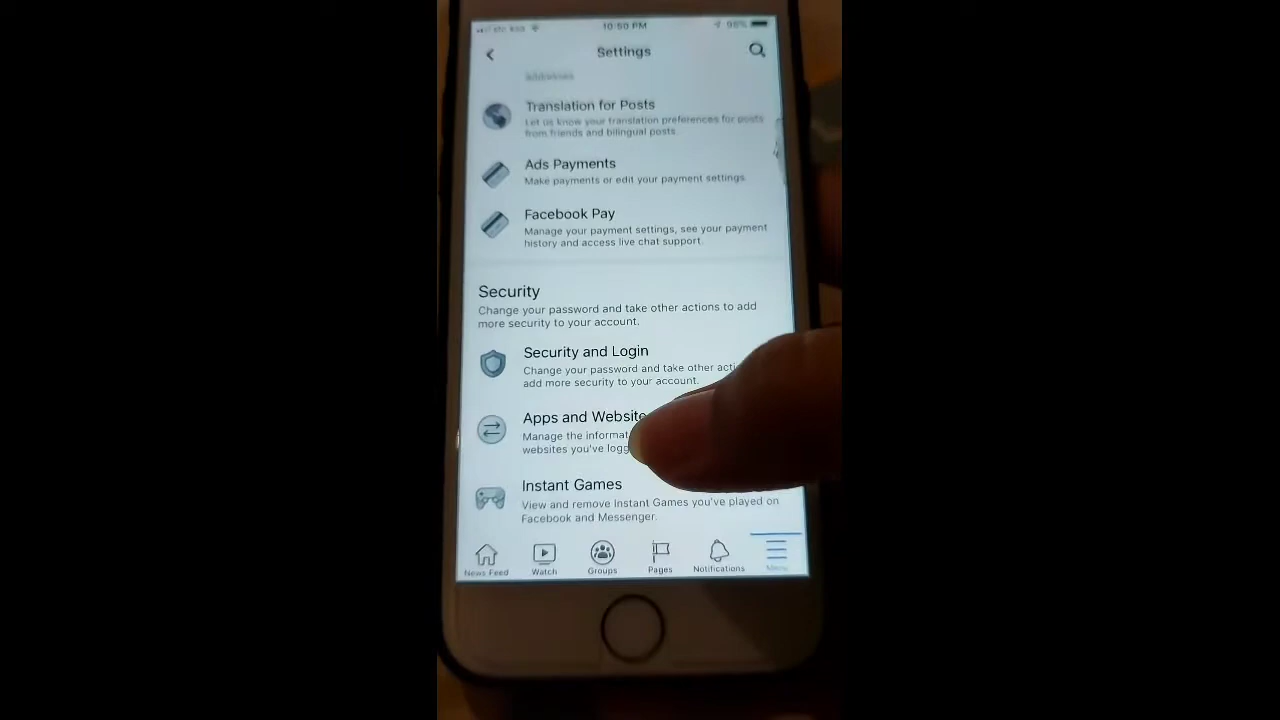 10:50 PM
98%
Settings
Translation for Posts
Let us know your translation preferences for posts
from friends and bilingual posts.
Ads Payments
Make payments or edit your payment settings.
Facebook Pay
Manage your payment settings, see your payment
history and access live chat support.
Security
Change your password and take other actions to add
more security to your account.
Security and Login
Change your password and take other acti
add more security to your account.
Apps and Website
Manage the informat
websites you've logg
Instant Games
View and remove Instant Games you've played on
Facebook and Messenger.
News Feed
Watch
Groups
Pages
Notifications
Menu